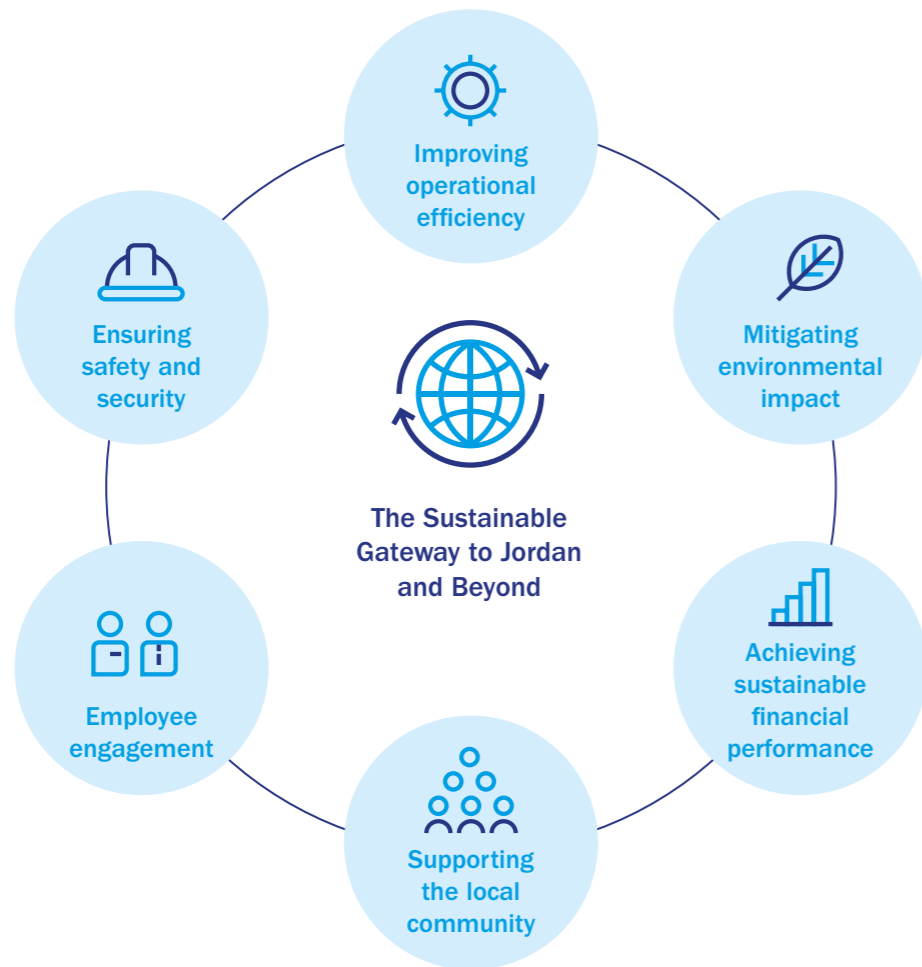 Improving
operational
efficiency
Mitigating
environmental
impact
Achieving
sustainable
financial
performance
Supporting
the local
community
Employee
engagement
Ensuring
safety and
security
The Sustainable
Gateway to Jordan
and Beyond